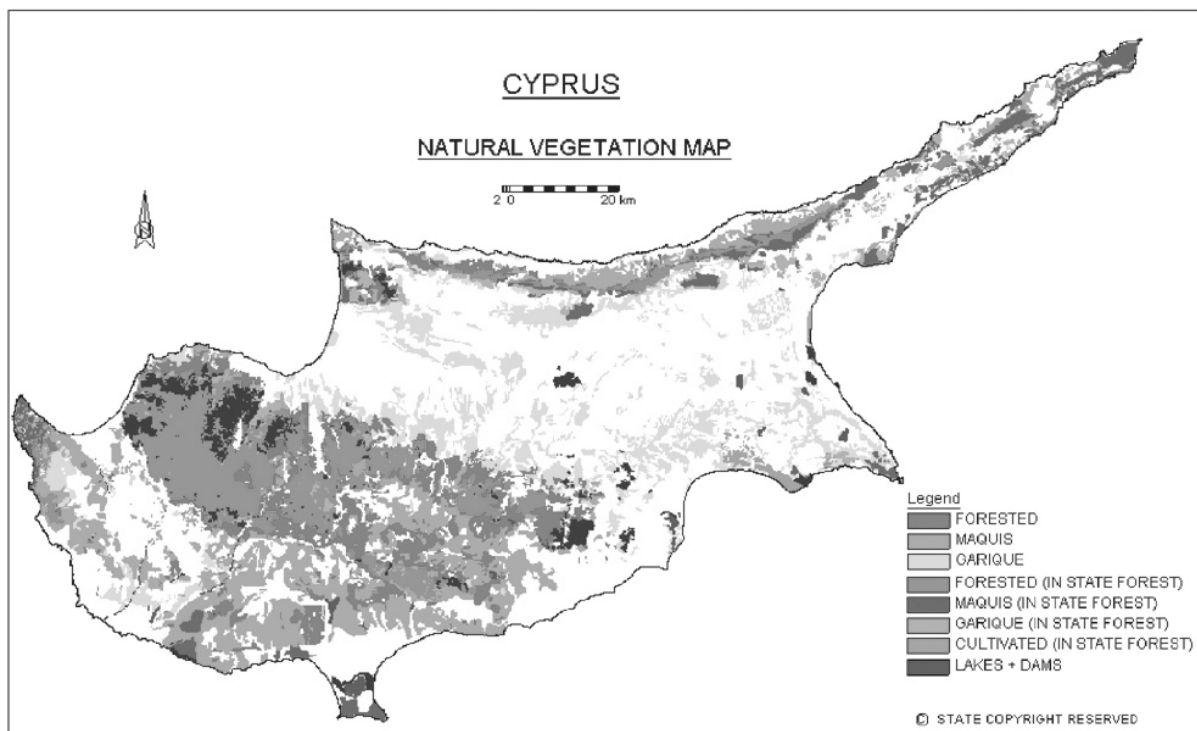 CYPRUS
NATURAL VEGETATION MAP
2 0 20 km
Legend
FORESTED
MAQUIS
GARIQUE
FORESTED (IN STATE FOREST)
MAQUIS (IN STATE FOREST)
GARIQUE (IN STATE FOREST)
CULTIVATED (IN STATE FOREST)
LAKES + DAMS
© STATE COPYRIGHT RESERVED